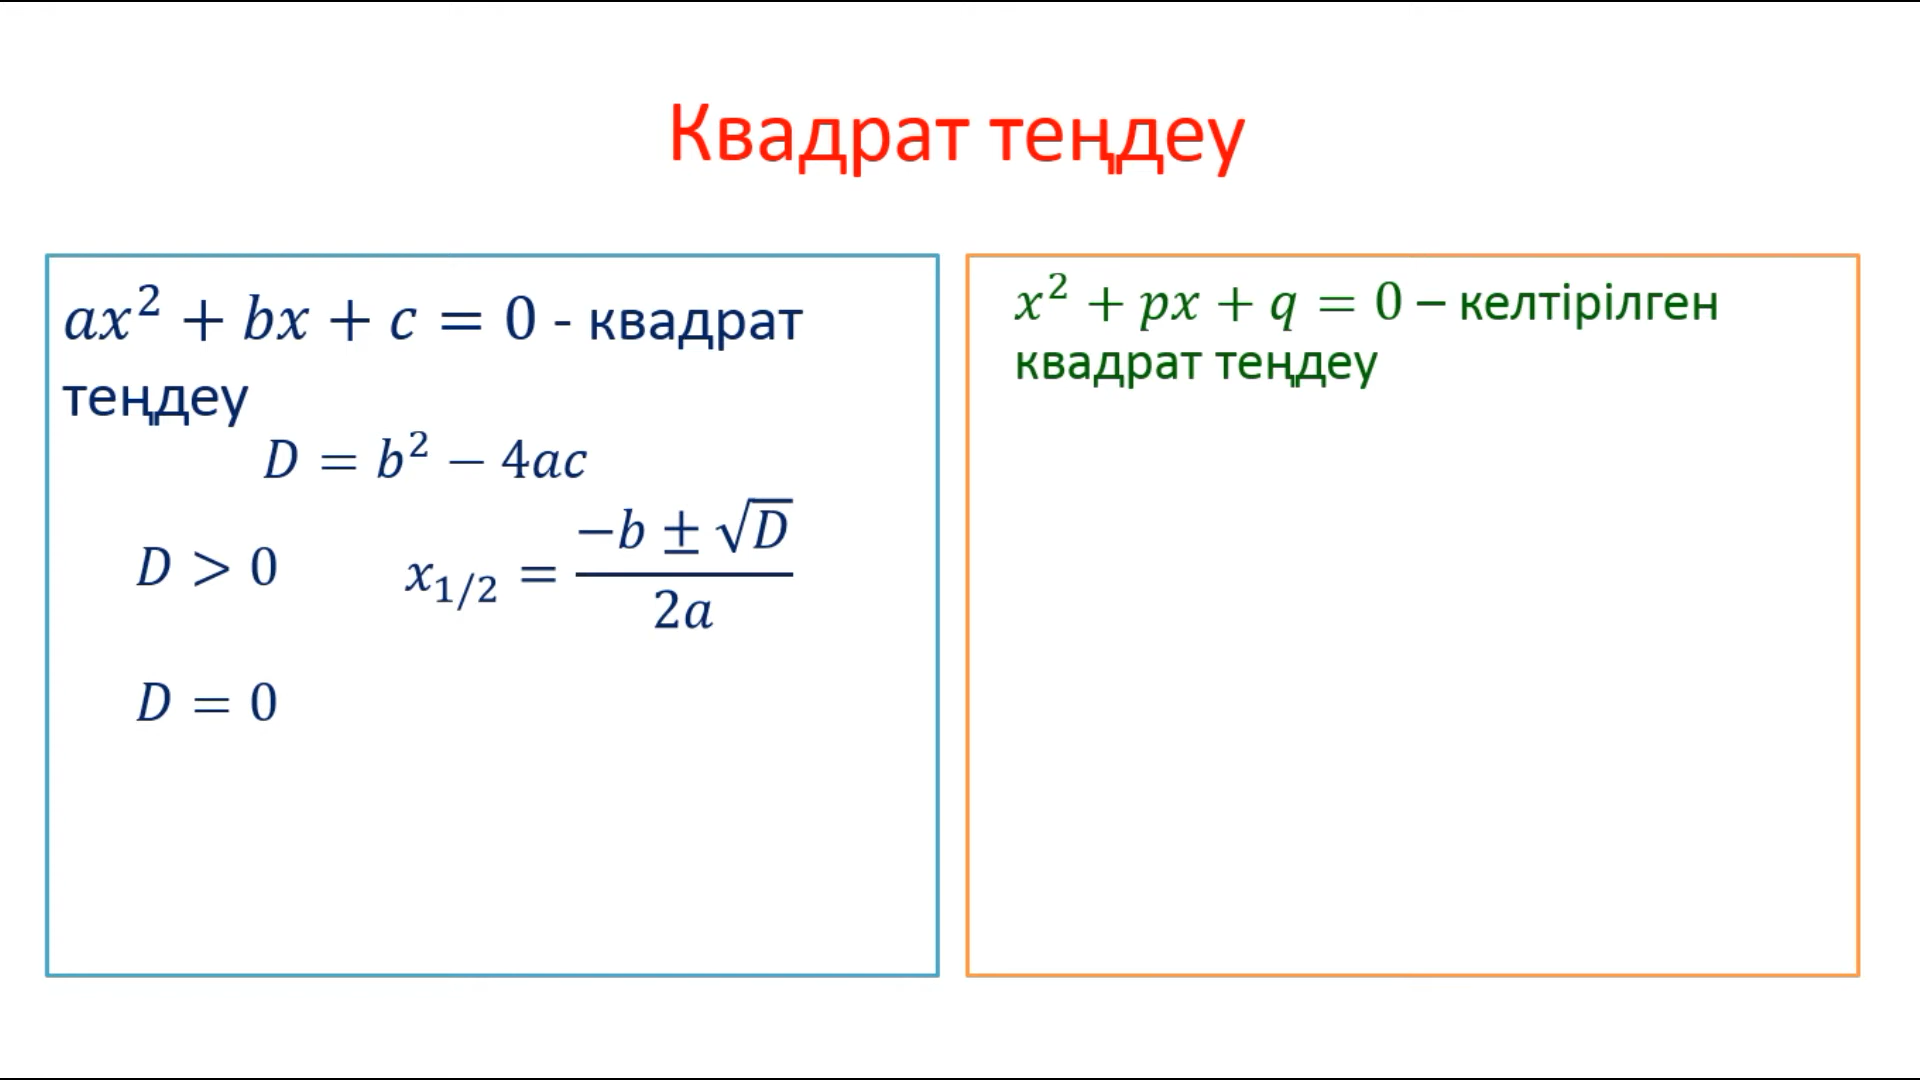 Квадрат теңдеу
ax² + bx + c = 0 - квадрат
теңдеу
D = b² − 4ac
D > 0 x₁/₂ = (−b ± √D) / 2a
D = 0
x² + px + q = 0 – келтірілген
квадрат теңдеу